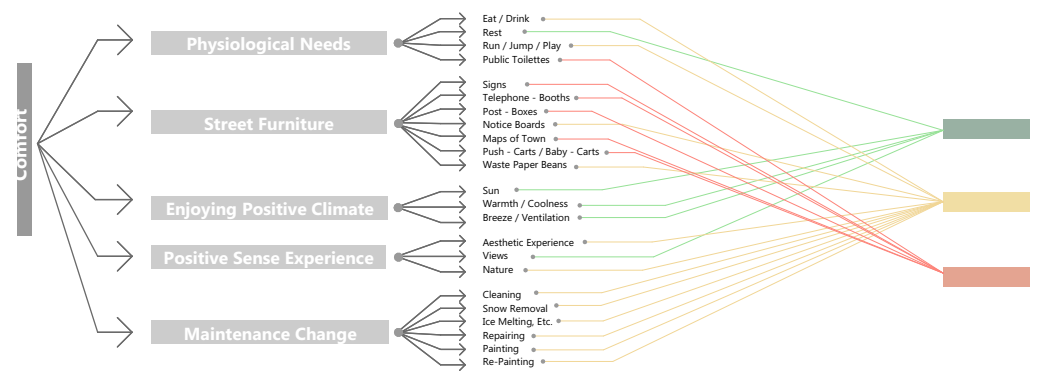 Comfort
Physiological Needs
Eat / Drink
Rest
Run / Jump / Play
Public Toilettes
Street Furniture
Signs
Telephone - Booths
Post - Boxes
Notice Boards
Maps of Town
Push - Carts / Baby - Carts
Waste Paper Beans
Enjoying Positive Climate
Sun
Warmth / Coolness
Breeze / Ventilation
Positive Sense Experience
Aesthetic Experience
Views
Nature
Maintenance Change
Cleaning
Snow Removal
Ice Melting, Etc.
Repairing
Painting
Re-Painting